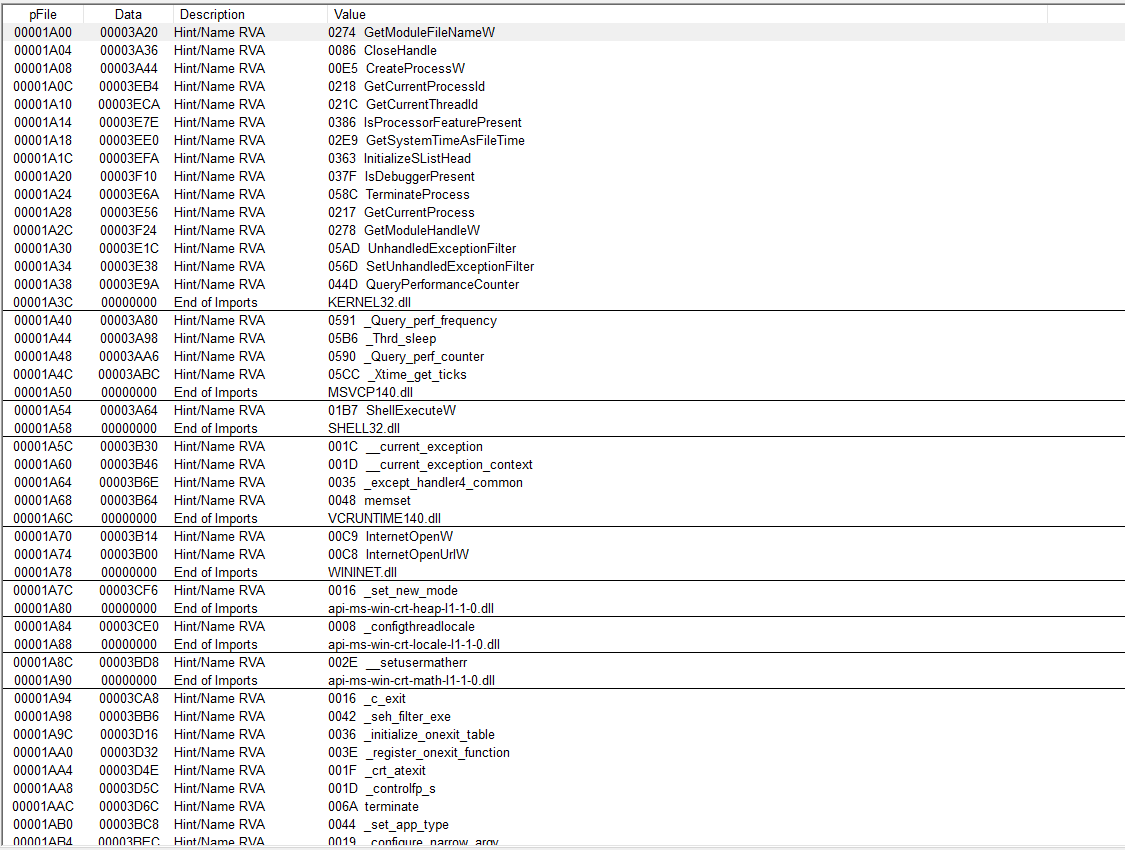 pFile Data Description Value
00001A00 00003A20 Hint/Name RVA 0274 GetModuleFileNameW
00001A04 00003A36 Hint/Name RVA 0086 CloseHandle
00001A08 00003A44 Hint/Name RVA 00E5 CreateProcessW
00001A0C 00003EB4 Hint/Name RVA 0218 GetCurrentProcessId
00001A10 00003ECA Hint/Name RVA 021C GetCurrentThreadId
00001A14 00003E7E Hint/Name RVA 0386 IsProcessorFeaturePresent
00001A18 00003EE0 Hint/Name RVA 02E9 GetSystemTimeAsFileTime
00001A1C 00003EFA Hint/Name RVA 0363 InitializeSListHead
00001A20 00003F10 Hint/Name RVA 037F IsDebuggerPresent
00001A24 00003E6A Hint/Name RVA 058C TerminateProcess
00001A28 00003E56 Hint/Name RVA 0217 GetCurrentProcess
00001A2C 00003F24 Hint/Name RVA 0278 GetModuleHandleW
00001A30 00003E1C Hint/Name RVA 05AD UnhandledExceptionFilter
00001A34 00003E38 Hint/Name RVA 056D SetUnhandledExceptionFilter
00001A38 00003E9A Hint/Name RVA 044D QueryPerformanceCounter
00001A3C 00000000 End of Imports KERNEL32.dll
00001A40 00003A80 Hint/Name RVA 0591 _Query_perf_frequency
00001A44 00003A98 Hint/Name RVA 05B6 _Thrd_sleep
00001A48 00003AA6 Hint/Name RVA 0590 _Query_perf_counter
00001A4C 00003ABC Hint/Name RVA 05CC _Xtime_get_ticks
00001A50 00000000 End of Imports MSVCP140.dll
00001A54 00003A64 Hint/Name RVA 01B7 ShellExecuteW
00001A58 00000000 End of Imports SHELL32.dll
00001A5C 00003B30 Hint/Name RVA 001C __current_exception
00001A60 00003B46 Hint/Name RVA 001D __current_exception_context
00001A64 00003B6E Hint/Name RVA 0035 _except_handler4_common
00001A68 00003B64 Hint/Name RVA 0048 memset
00001A6C 00000000 End of Imports VCRUNTIME140.dll
00001A70 00003B14 Hint/Name RVA 00C9 InternetOpenW
00001A74 00003B00 Hint/Name RVA 00C8 InternetOpenUrlW
00001A78 00000000 End of Imports WININET.dll
00001A7C 00003CF6 Hint/Name RVA 0016 _set_new_mode
00001A80 00000000 End of Imports api-ms-win-crt-heap-l1-1-0.dll
00001A84 00003CE0 Hint/Name RVA 0008 _configthreadlocale
00001A88 00000000 End of Imports api-ms-win-crt-locale-l1-1-0.dll
00001A8C 00003BD8 Hint/Name RVA 002E __setusermatherr
00001A90 00000000 End of Imports api-ms-win-crt-math-l1-1-0.dll
00001A94 00003CA8 Hint/Name RVA 0016 _c_exit
00001A98 00003BB6 Hint/Name RVA 0042 _seh_filter_exe
00001A9C 00003D16 Hint/Name RVA 0036 _initialize_onexit_table
00001AA0 00003D32 Hint/Name RVA 003E _register_onexit_function
00001AA4 00003D4E Hint/Name RVA 001F _crt_atexit
00001AA8 00003D5C Hint/Name RVA 001D _controlfp_s
00001AAC 00003D6C Hint/Name RVA 006A terminate
00001AB0 00003BC8 Hint/Name RVA 0044 _set_app_type
00001AB4 00003BEC Hint/Name RVA 0019 _configure_narrow_argv